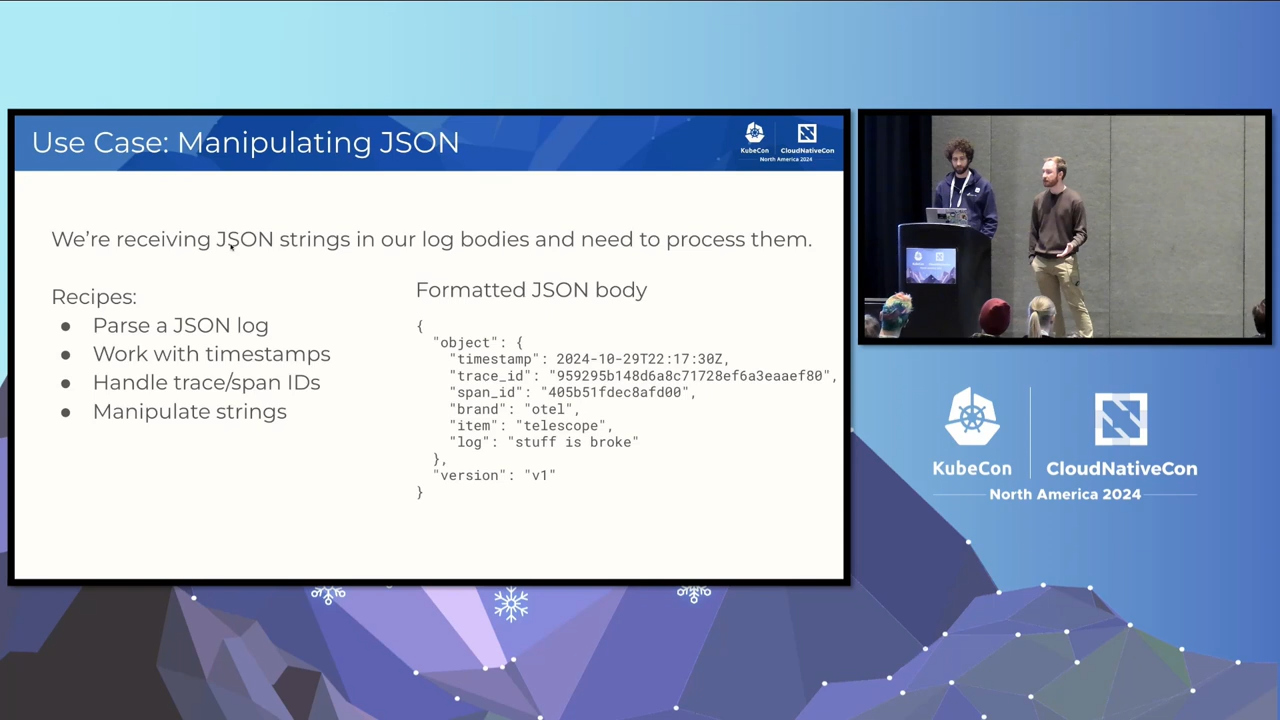 Use Case: Manipulating JSON
KubeCon
CloudNativeCon
North America 2024
We're receiving JSON strings in our log bodies and need to process them.
Recipes:
● Parse a JSON log
● Work with timestamps
● Handle trace/span IDs
● Manipulate strings
Formatted JSON body
{
"object": {
"timestamp": 2024-10-29T22:17:30Z,
"trace_id": "959295b148d6a8c71728ef6a3eaaef80",
"span_id": "405b51fdec8afd00",
"brand": "otel",
"item": "telescope",
"log": "stuff is broke"
},
"version": "v1"
}
KubeCon
CloudNativeCon
North America 2024